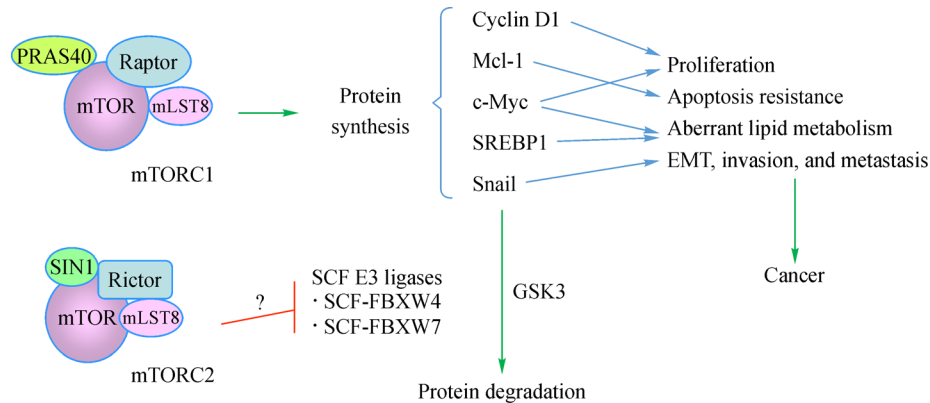 PRAS40
Raptor
mTOR
mLST8
mTORC1
Protein
synthesis
Cyclin D1
Mcl-1
c-Myc
SREBP1
Snail
Proliferation
Apoptosis resistance
Aberrant lipid metabolism
EMT, invasion, and metastasis
Cancer
SIN1
Rictor
mTOR
mLST8
mTORC2
?
SCF E3 ligases
· SCF-FBXW4
· SCF-FBXW7
GSK3
Protein degradation